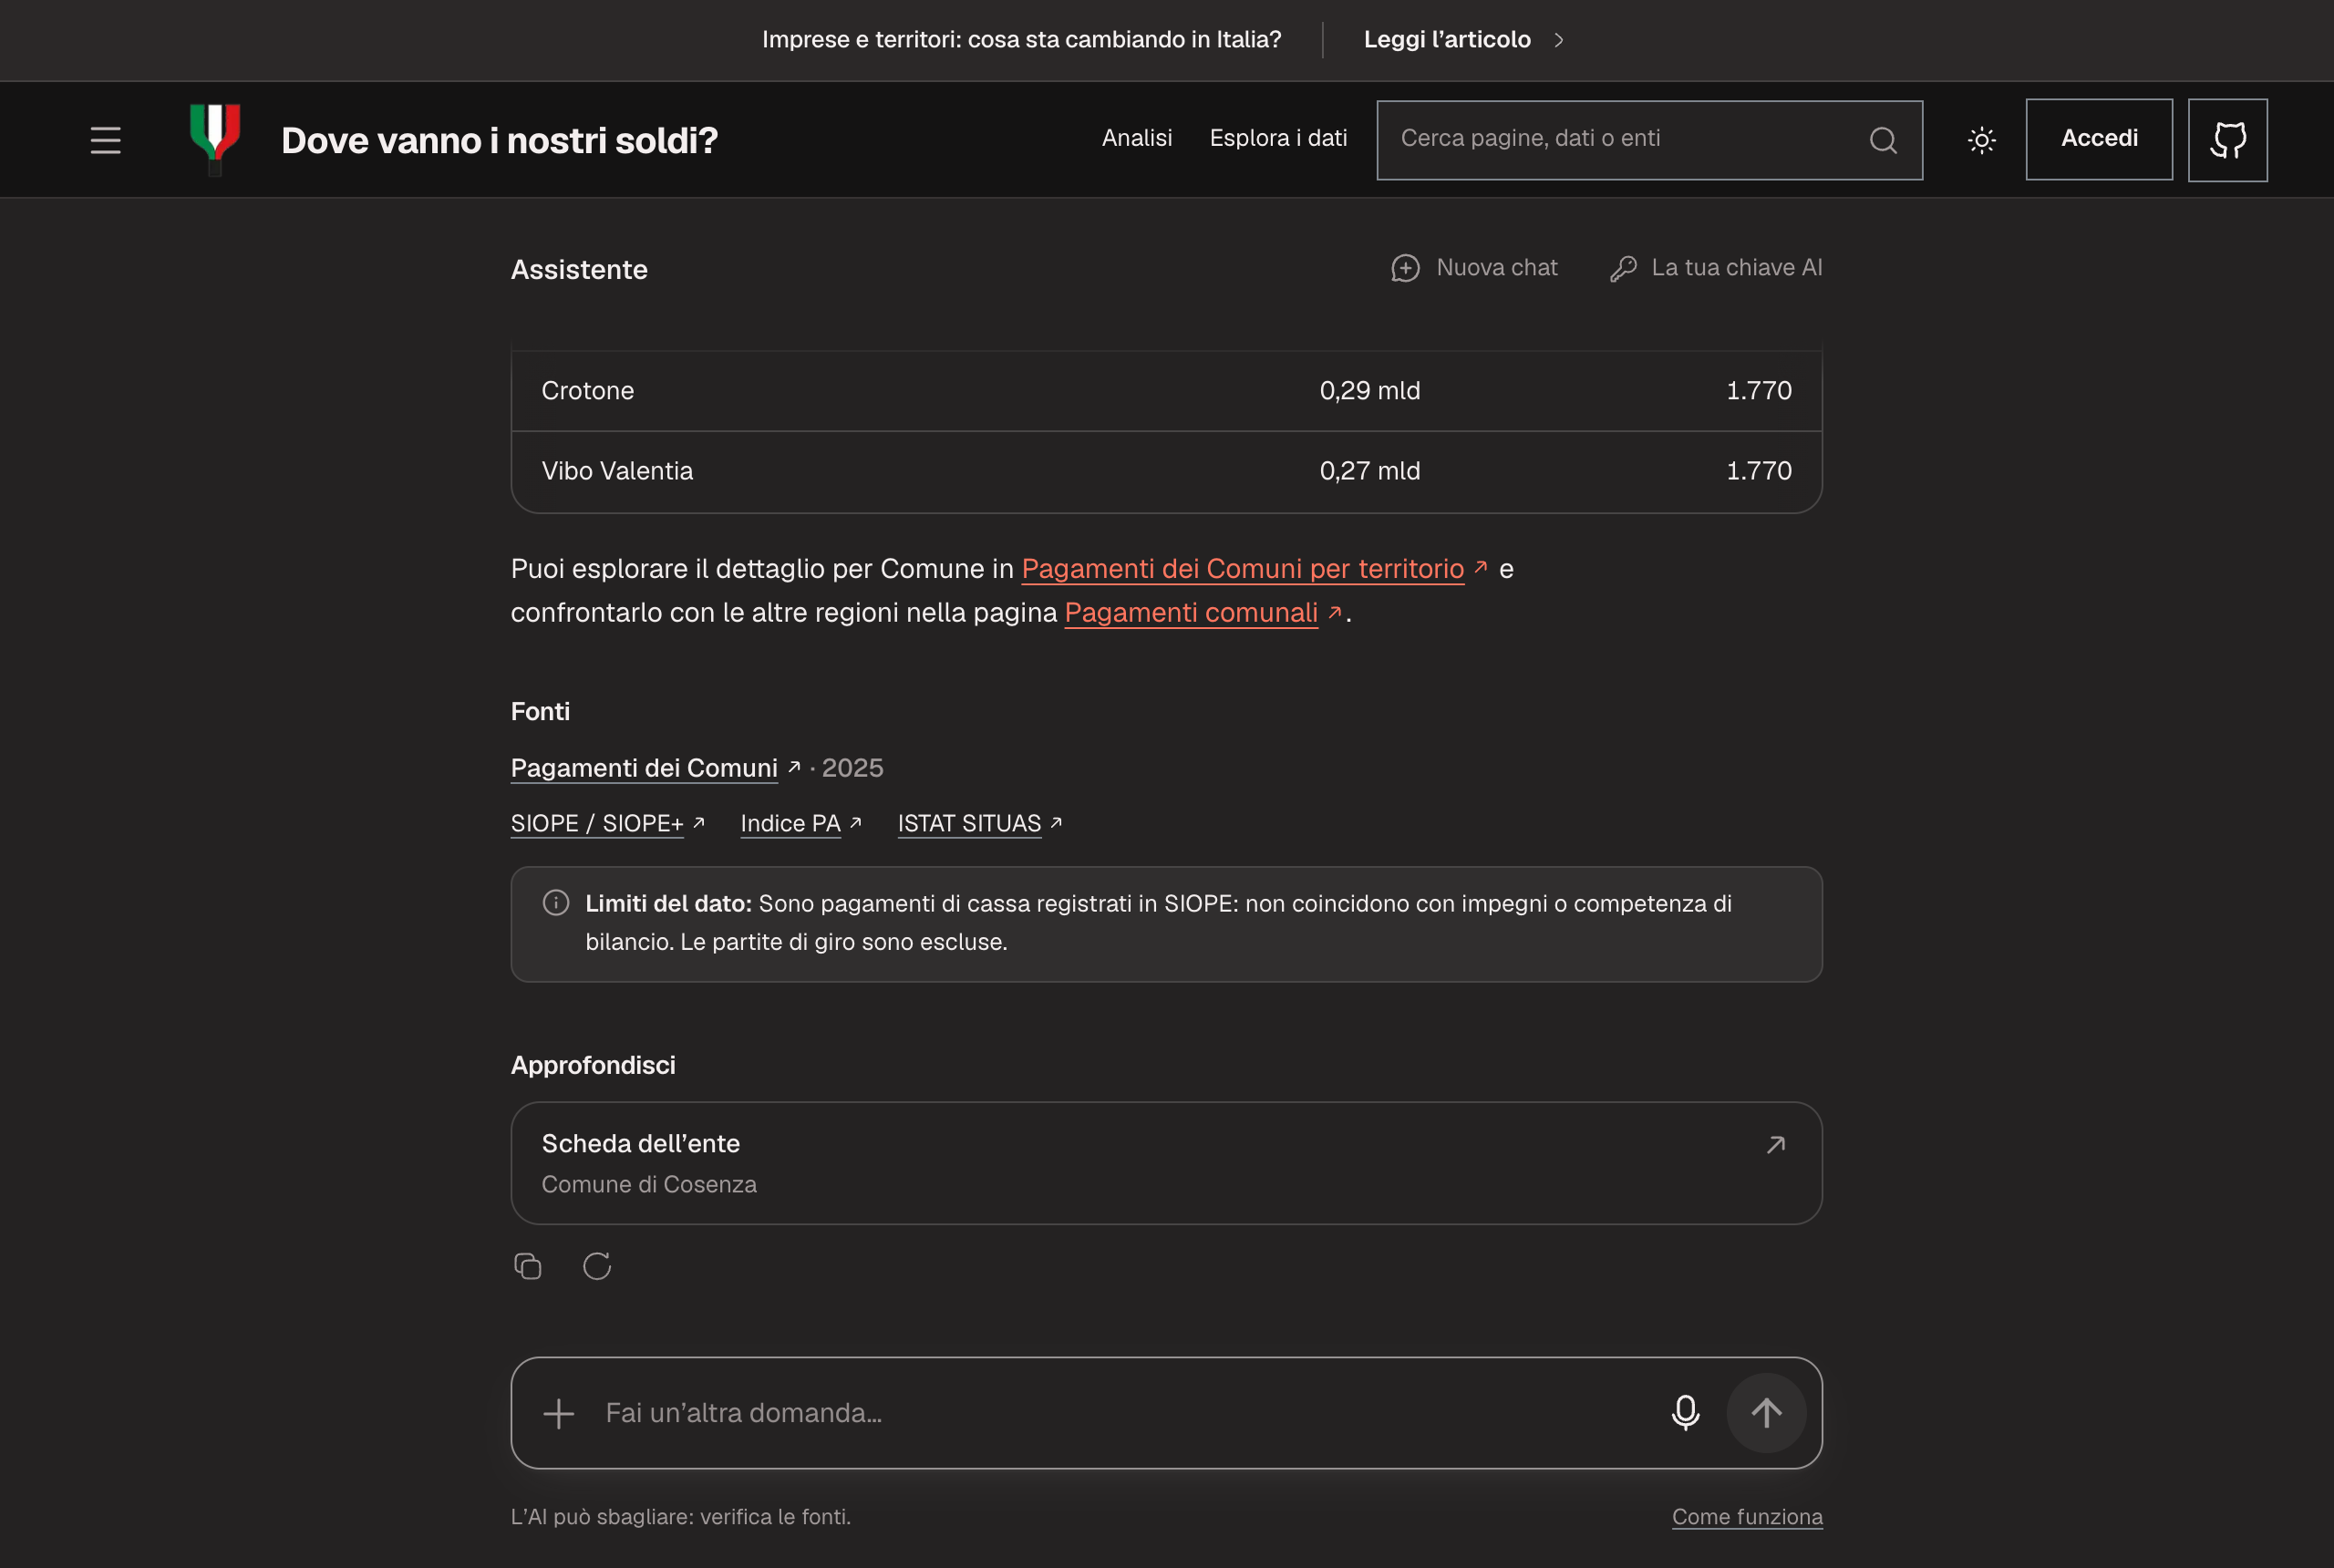 Imprese e territori: cosa sta cambiando in Italia?
Leggi l’articolo
Dove vanno i nostri soldi?
Analisi
Esplora i dati
Cerca pagine, dati o enti
Accedi
Assistente
Nuova chat
La tua chiave AI
Crotone 0,29 mld 1.770
Vibo Valentia 0,27 mld 1.770
Puoi esplorare il dettaglio per Comune in Pagamenti dei Comuni per territorio ↗ e
confrontarlo con le altre regioni nella pagina Pagamenti comunali ↗.
Fonti
Pagamenti dei Comuni ↗ · 2025
SIOPE / SIOPE+ ↗ Indice PA ↗ ISTAT SITUAS ↗
Limiti del dato: Sono pagamenti di cassa registrati in SIOPE: non coincidono con impegni o competenza di
bilancio. Le partite di giro sono escluse.
Approfondisci
Scheda dell’ente
Comune di Cosenza
Fai un’altra domanda...
L’AI può sbagliare: verifica le fonti.
Come funziona